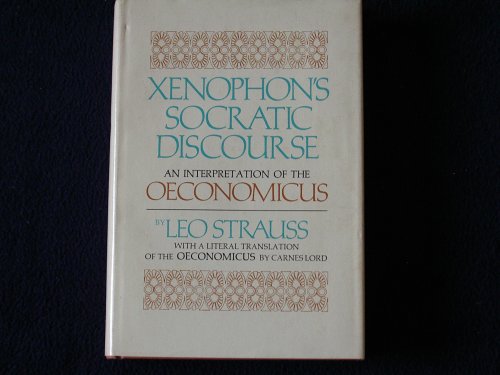 XENOPHON'S
SOCRATIC
DISCOURSE
AN INTERPRETATION OF THE
OECONOMICUS
BY LEO STRAUSS
WITH A LITERAL TRANSLATION
OF THE OECONOMICUS BY CARNES LORD